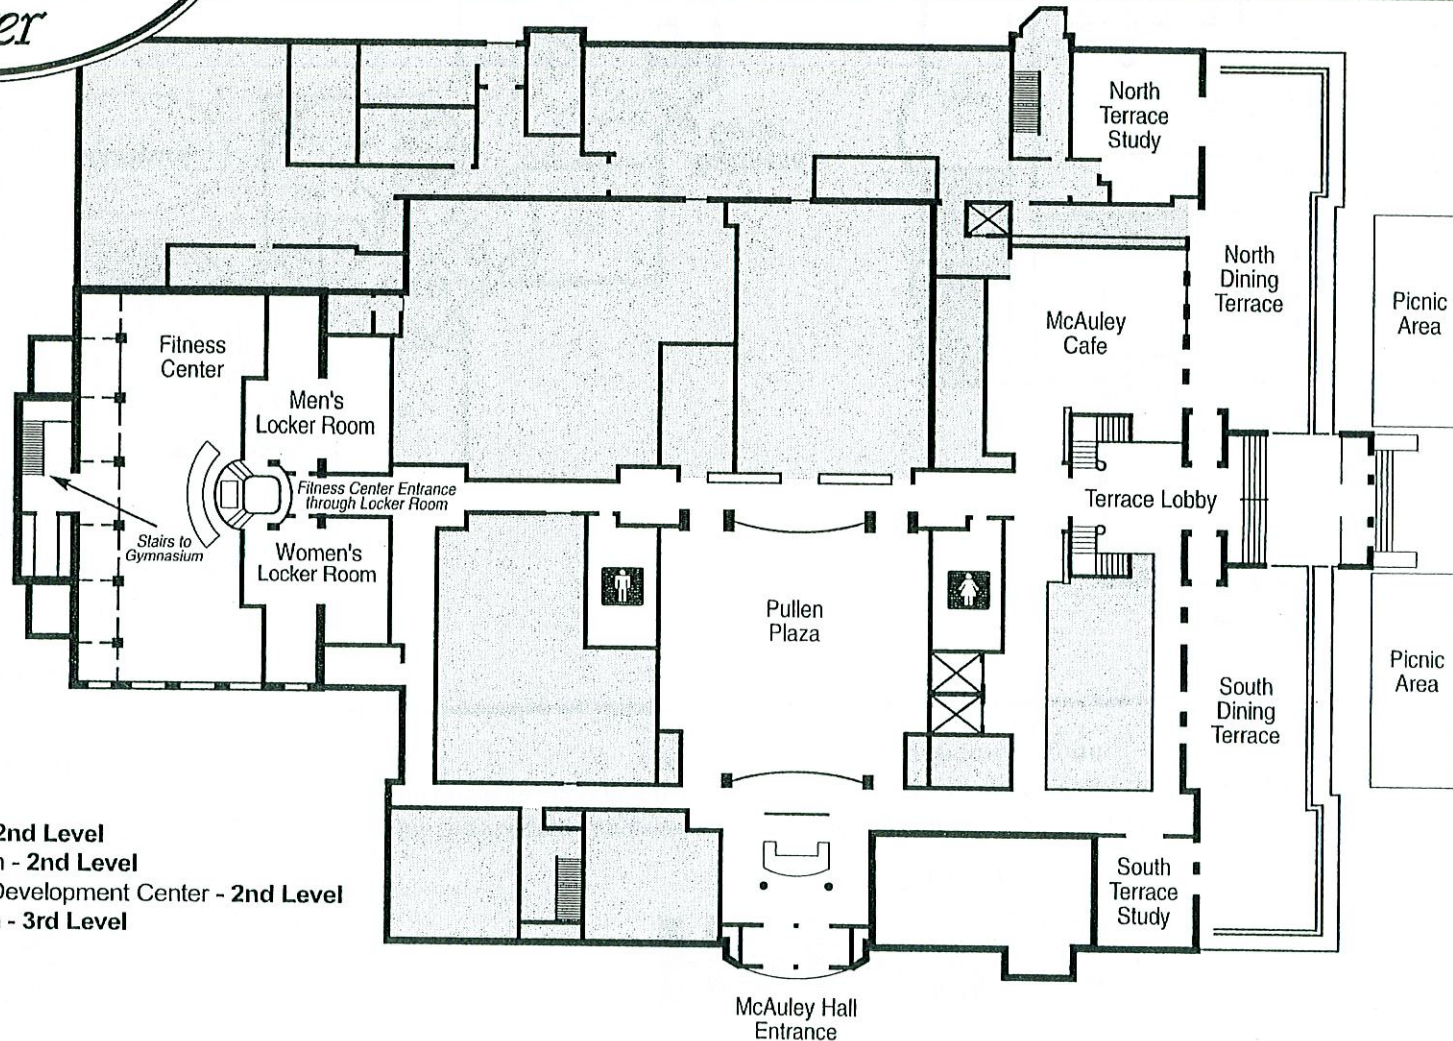 er
North
Terrace
Study
North
Dining
Terrace
Picnic
Area
McAuley
Cafe
Fitness
Center
Men's
Locker Room
Fitness Center Entrance
through Locker Room
Terrace Lobby
Stairs to
Gymnasium
Women's
Locker Room
Pullen
Plaza
South
Dining
Terrace
Picnic
Area
2nd Level
n - 2nd Level
Development Center - 2nd Level
- 3rd Level
South
Terrace
Study
McAuley Hall
Entrance